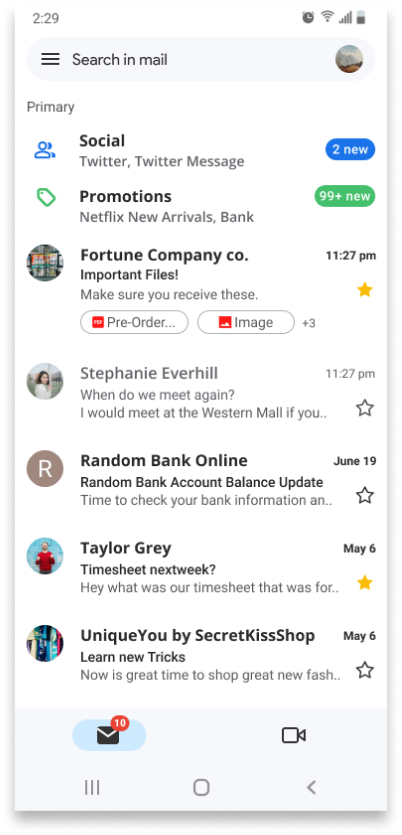 2:29
Search in mail
Primary
Social
2 new
Twitter, Twitter Message
Promotions
99+ new
Netflix New Arrivals, Bank
Fortune Company co.
11:27 pm
Important Files!
Make sure you receive these.
PDF Pre-Order...
Image
+3
Stephanie Everhill
11:27 pm
When do we meet again?
I would meet at the Western Mall if you..
R
Random Bank Online
June 19
Random Bank Account Balance Update
Time to check your bank information an..
Taylor Grey
May 6
Timesheet nextweek?
Hey what was our timesheet that was for..
UniqueYou by SecretKissShop
May 6
Learn new Tricks
Now is great time to shop great new fash..
10